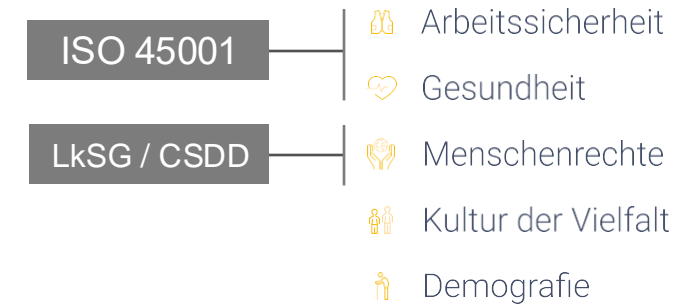 ISO 45001
Arbeitssicherheit
Gesundheit
LkSG / CSDD
Menschenrechte
Kultur der Vielfalt
Demografie